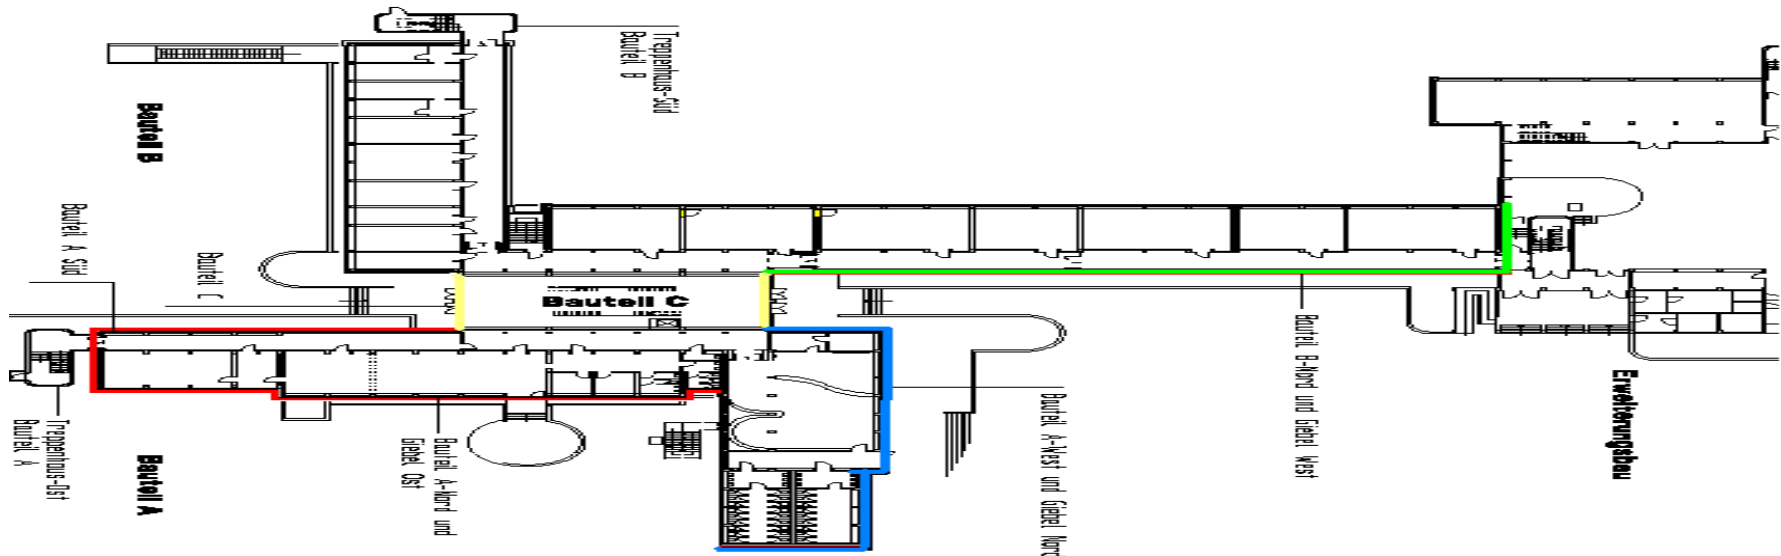 Treppenhaus-Süd
Bauteil B
Bauteil B
Bauteil A Süd
Bauteil C
Bauteil C
Bauteil B-Nord und Giebel West
Erweiterungsbau
Bauteil A-West und Giebel Nord
Bauteil A-Nord und
Giebel Ost
Treppenhaus-Ost
Bauteil A
Bauteil A